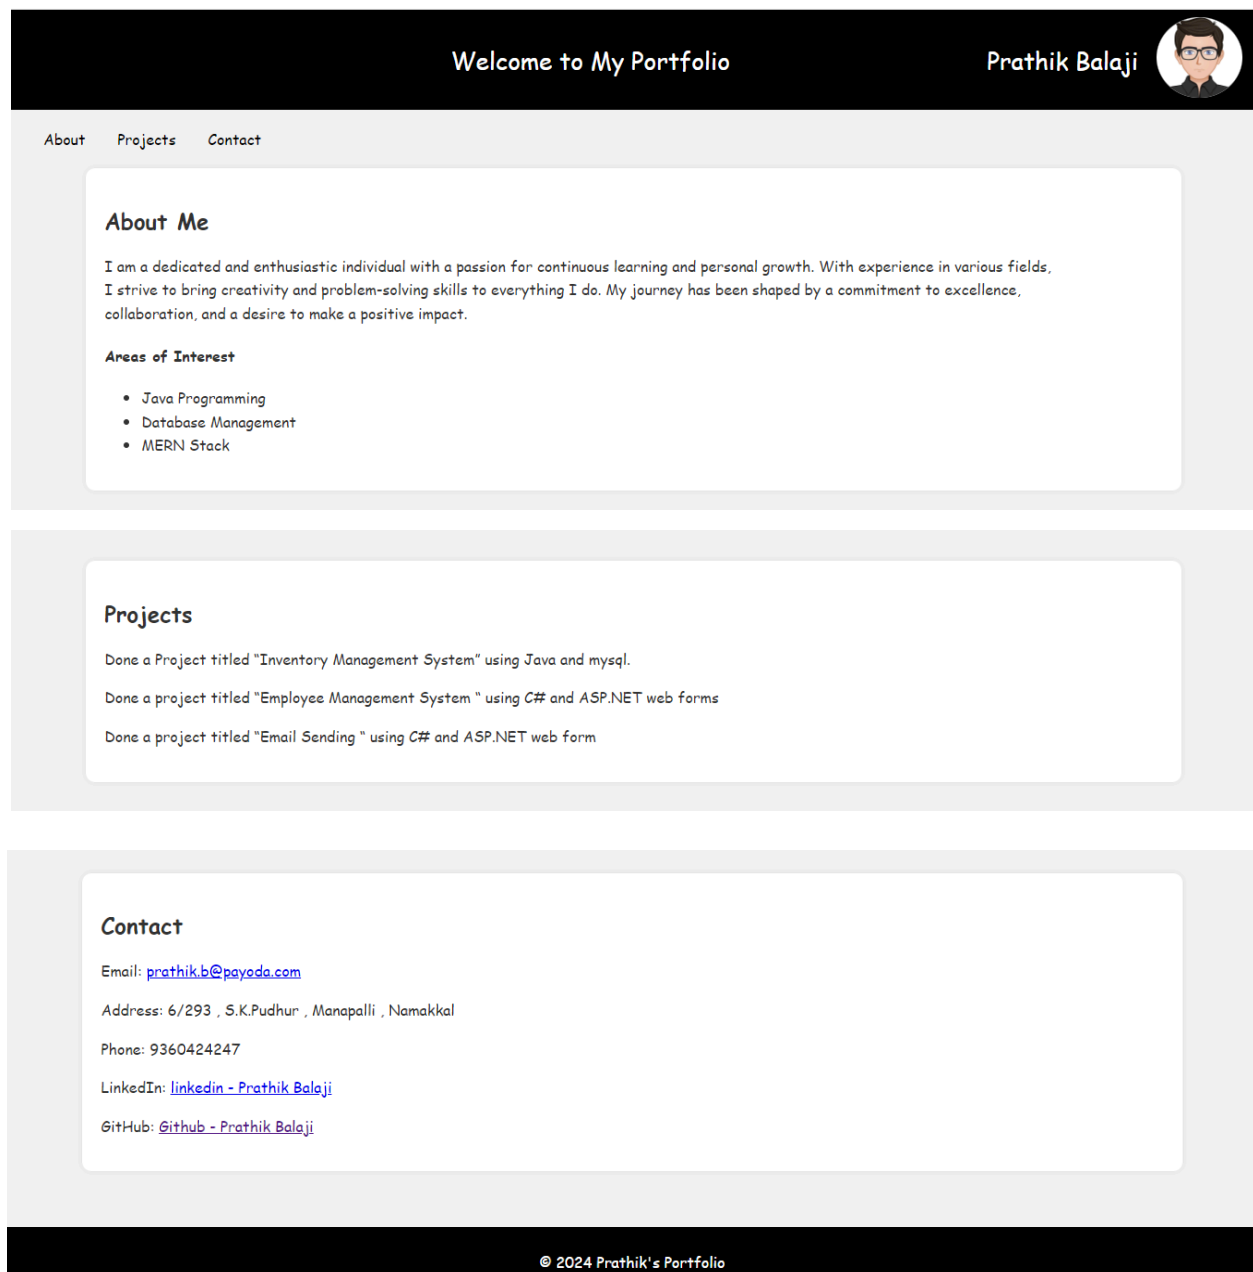 Welcome to My Portfolio
Prathik Balaji
About Projects Contact
About Me
I am a dedicated and enthusiastic individual with a passion for continuous learning and personal growth. With experience in various fields,
I strive to bring creativity and problem-solving skills to everything I do. My journey has been shaped by a commitment to excellence,
collaboration, and a desire to make a positive impact.
Areas of Interest
• Java Programming
• Database Management
• MERN Stack
Projects
Done a Project titled “Inventory Management System” using Java and mysql.
Done a project titled “Employee Management System “ using C# and ASP.NET web forms
Done a project titled “Email Sending “ using C# and ASP.NET web form
Contact
Email: prathik.b@payoda.com
Address: 6/293 , S.K.Pudhur , Manapalli , Namakkal
Phone: 9360424247
LinkedIn: linkedin - Prathik Balaji
GitHub: Github - Prathik Balaji
© 2024 Prathik's Portfolio